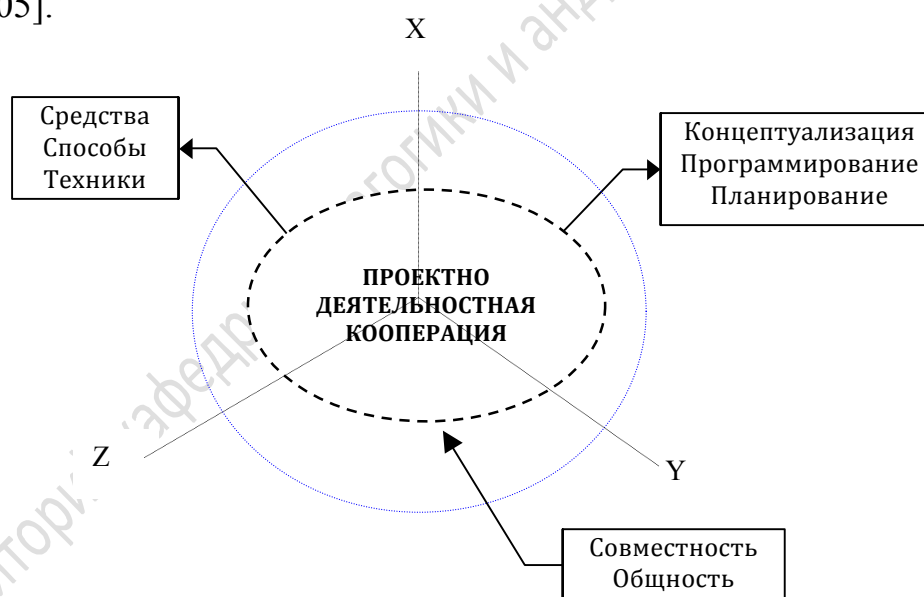 05].
X
Средства
Способы
Техники
Концептуализация
Программирование
Планирование
ПРОЕКТНО
ДЕЯТЕЛЬНОСТНАЯ
КООПЕРАЦИЯ
Z
Y
Совместность
Общность